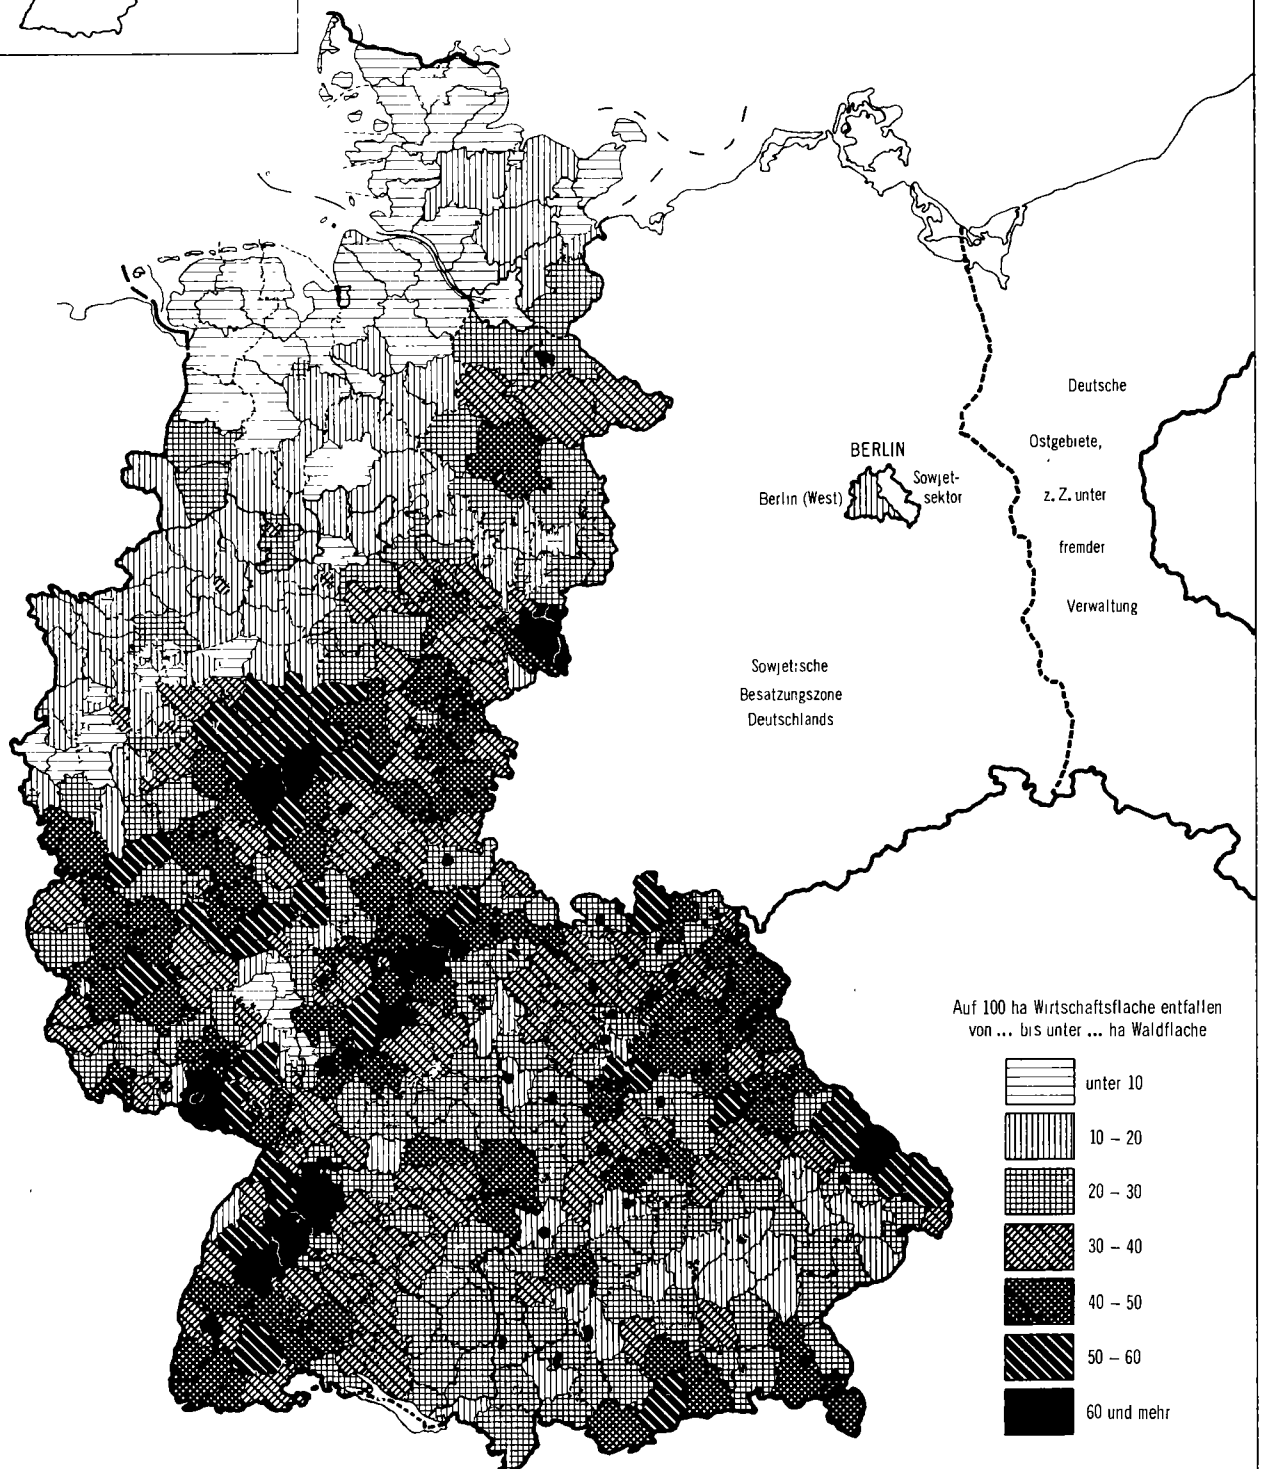 Deutsche
Ostgebiete,
z. Z. unter
fremder
Verwaltung
BERLIN
Berlin (West)
Sowjet-
sektor
Sowjetische
Besatzungszone
Deutschlands
Auf 100 ha Wirtschaftsflache entfallen
von ... bis unter ... ha Waldflache
unter 10
10 – 20
20 – 30
30 – 40
40 – 50
50 – 60
60 und mehr